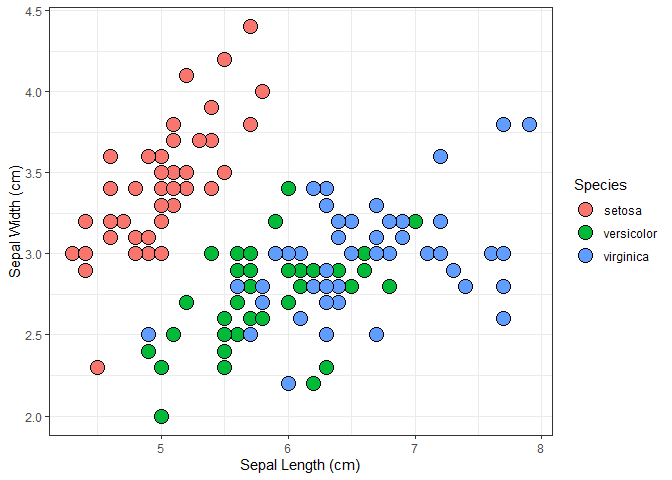 4.5
4.0
3.5
3.0
2.5
2.0
Sepal Width (cm)
5 6 7 8
Sepal Length (cm)
Species
setosa
versicolor
virginica